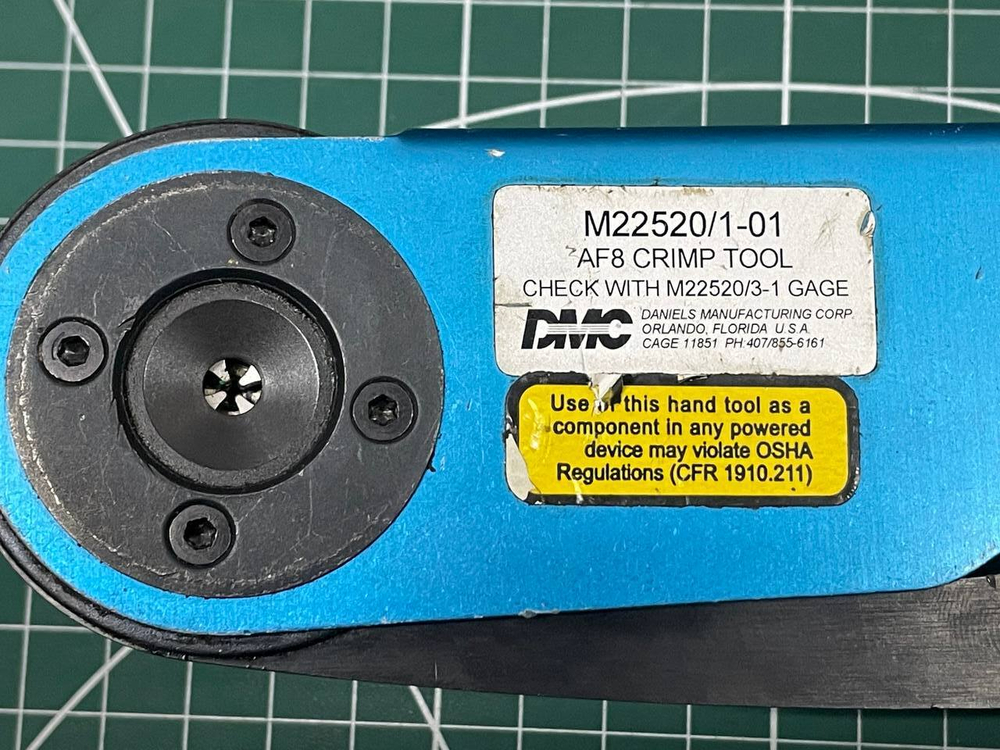 M22520/1-01
AF8 CRIMP TOOL
CHECK WITH M22520/3-1 GAGE
DMC DANIELS MANUFACTURING CORP.
ORLANDO, FLORIDA U.S.A.
CAGE 11851 PH 407/855-6161
Use of this hand tool as a
component in any powered
device may violate OSHA
Regulations (CFR 1910.211)